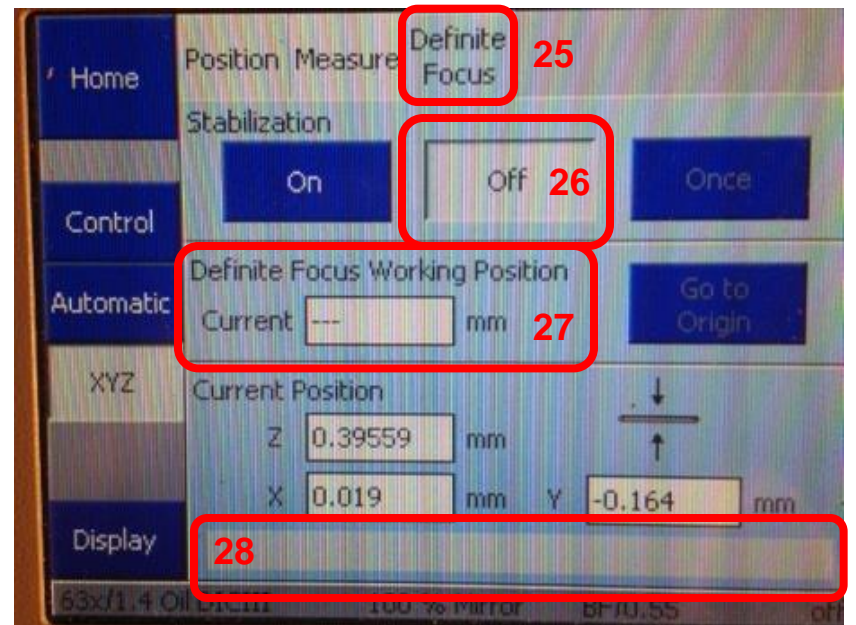 Home
Position Measure Definite Focus 25
Stabilization
On
Off 26
Once
Control
Definite Focus Working Position
Current --- mm 27
Go to
Origin
Automatic
XYZ
Current Position
Z 0.39559 mm
X 0.019 mm Y -0.164 mm
Display
28
63x/1.4 Oil DICIII 100 % Mirror BF/0.55 off